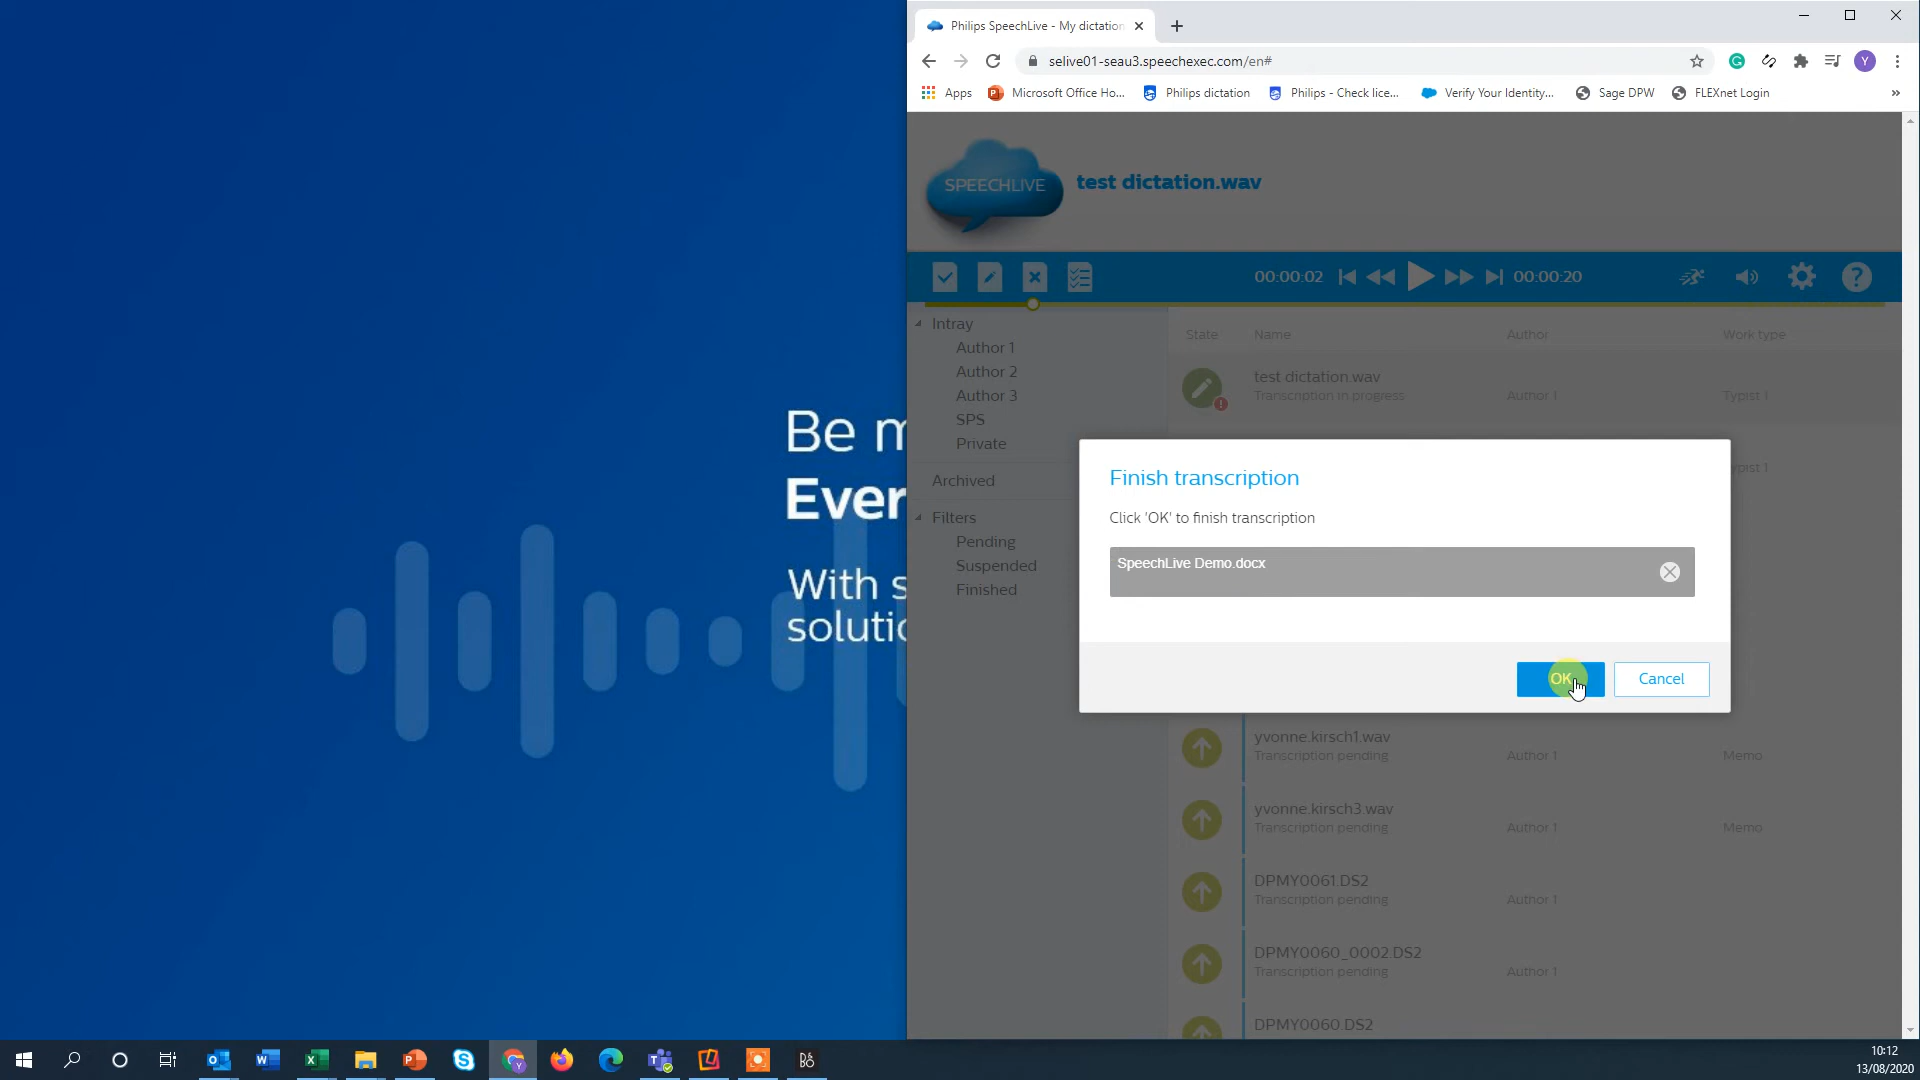 Philips SpeechLive - My dictation
selive01-seau3.speechexec.com/en#
Y
Apps
Microsoft Office Ho...
Philips dictation
Philips - Check lice...
Verify Your Identity...
Sage DPW
FLEXnet Login
»
SPEECHLIVE
test dictation.wav
00:00:02
00:00:20
Intray
Author 1
Author 2
Author 3
SPS
Private
Archived
Filters
Pending
Suspended
Finished
State
Name
Author
Work type
test dictation.wav
Transcription in progress
Author 1
Typist 1
Finish transcription
Click 'OK' to finish transcription
SpeechLive Demo.docx
OK
Cancel
yvonne.kirsch1.wav
Transcription pending
Author 1
Memo
yvonne.kirsch3.wav
Transcription pending
Author 1
Memo
DPMY0061.DS2
Transcription pending
Author 1
DPMY0060_0002.DS2
Transcription pending
Author 1
DPMY0060.DS2
Be m
Ever
With s
solutio
10:12
13/08/2020